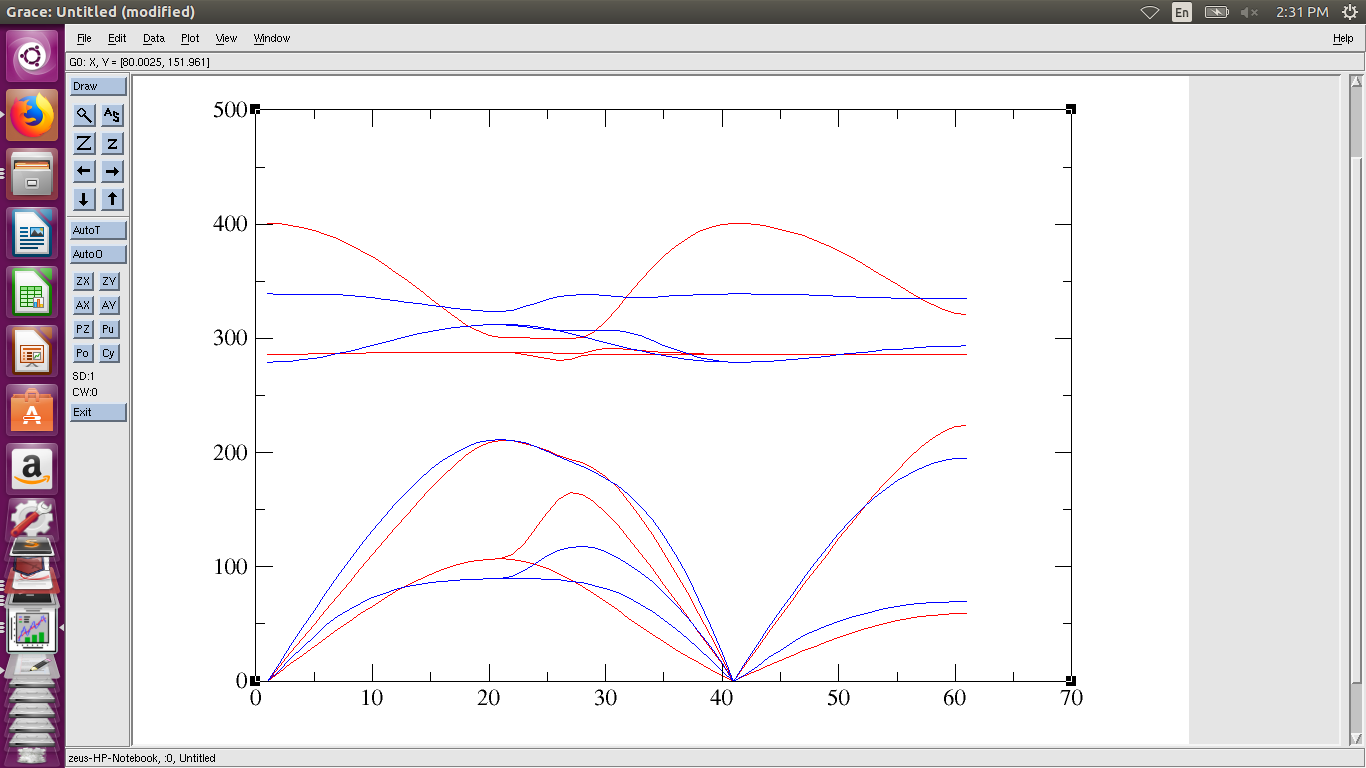 Grace: Untitled (modified)
En
2:31 PM
File Edit Data Plot View Window Help
G0: X, Y = [80.0025, 151.961]
Draw
AS
Z z
AutoT
AutoO
ZX ZY
AX AY
PZ Pu
Po Cy
SD:1
CW:0
Exit
500
400
300
200
100
0
0 10 20 30 40 50 60 70
zeus-HP-Notebook, :0, Untitled